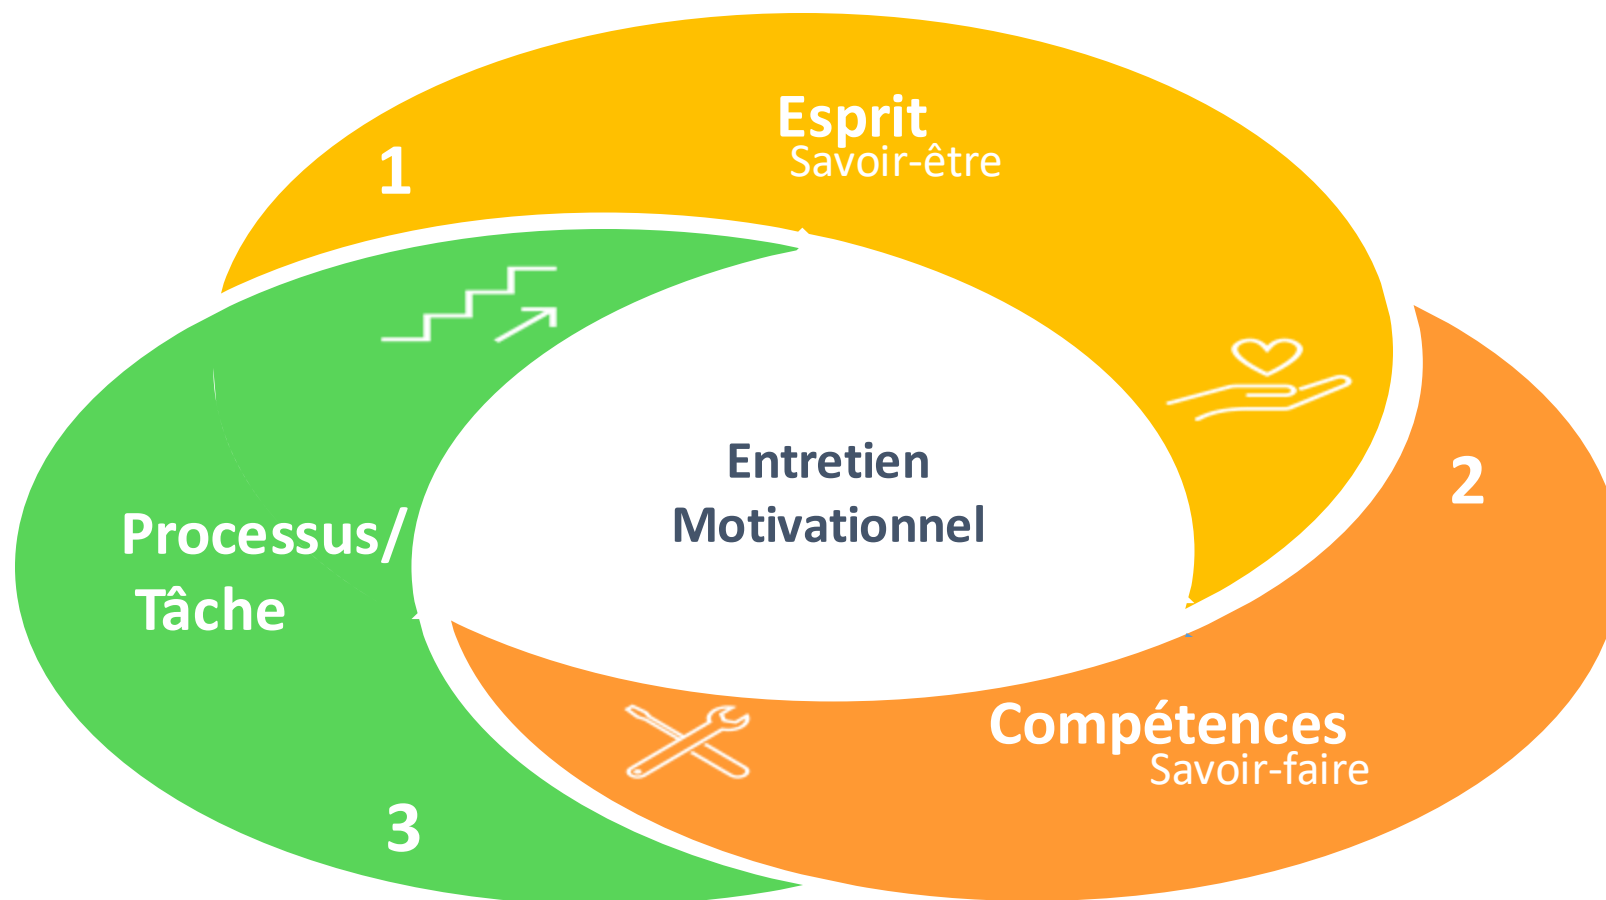 1
Esprit
Savoir-être
2
Compétences
Savoir-faire
3
Processus/
Tâche
Entretien
Motivationnel